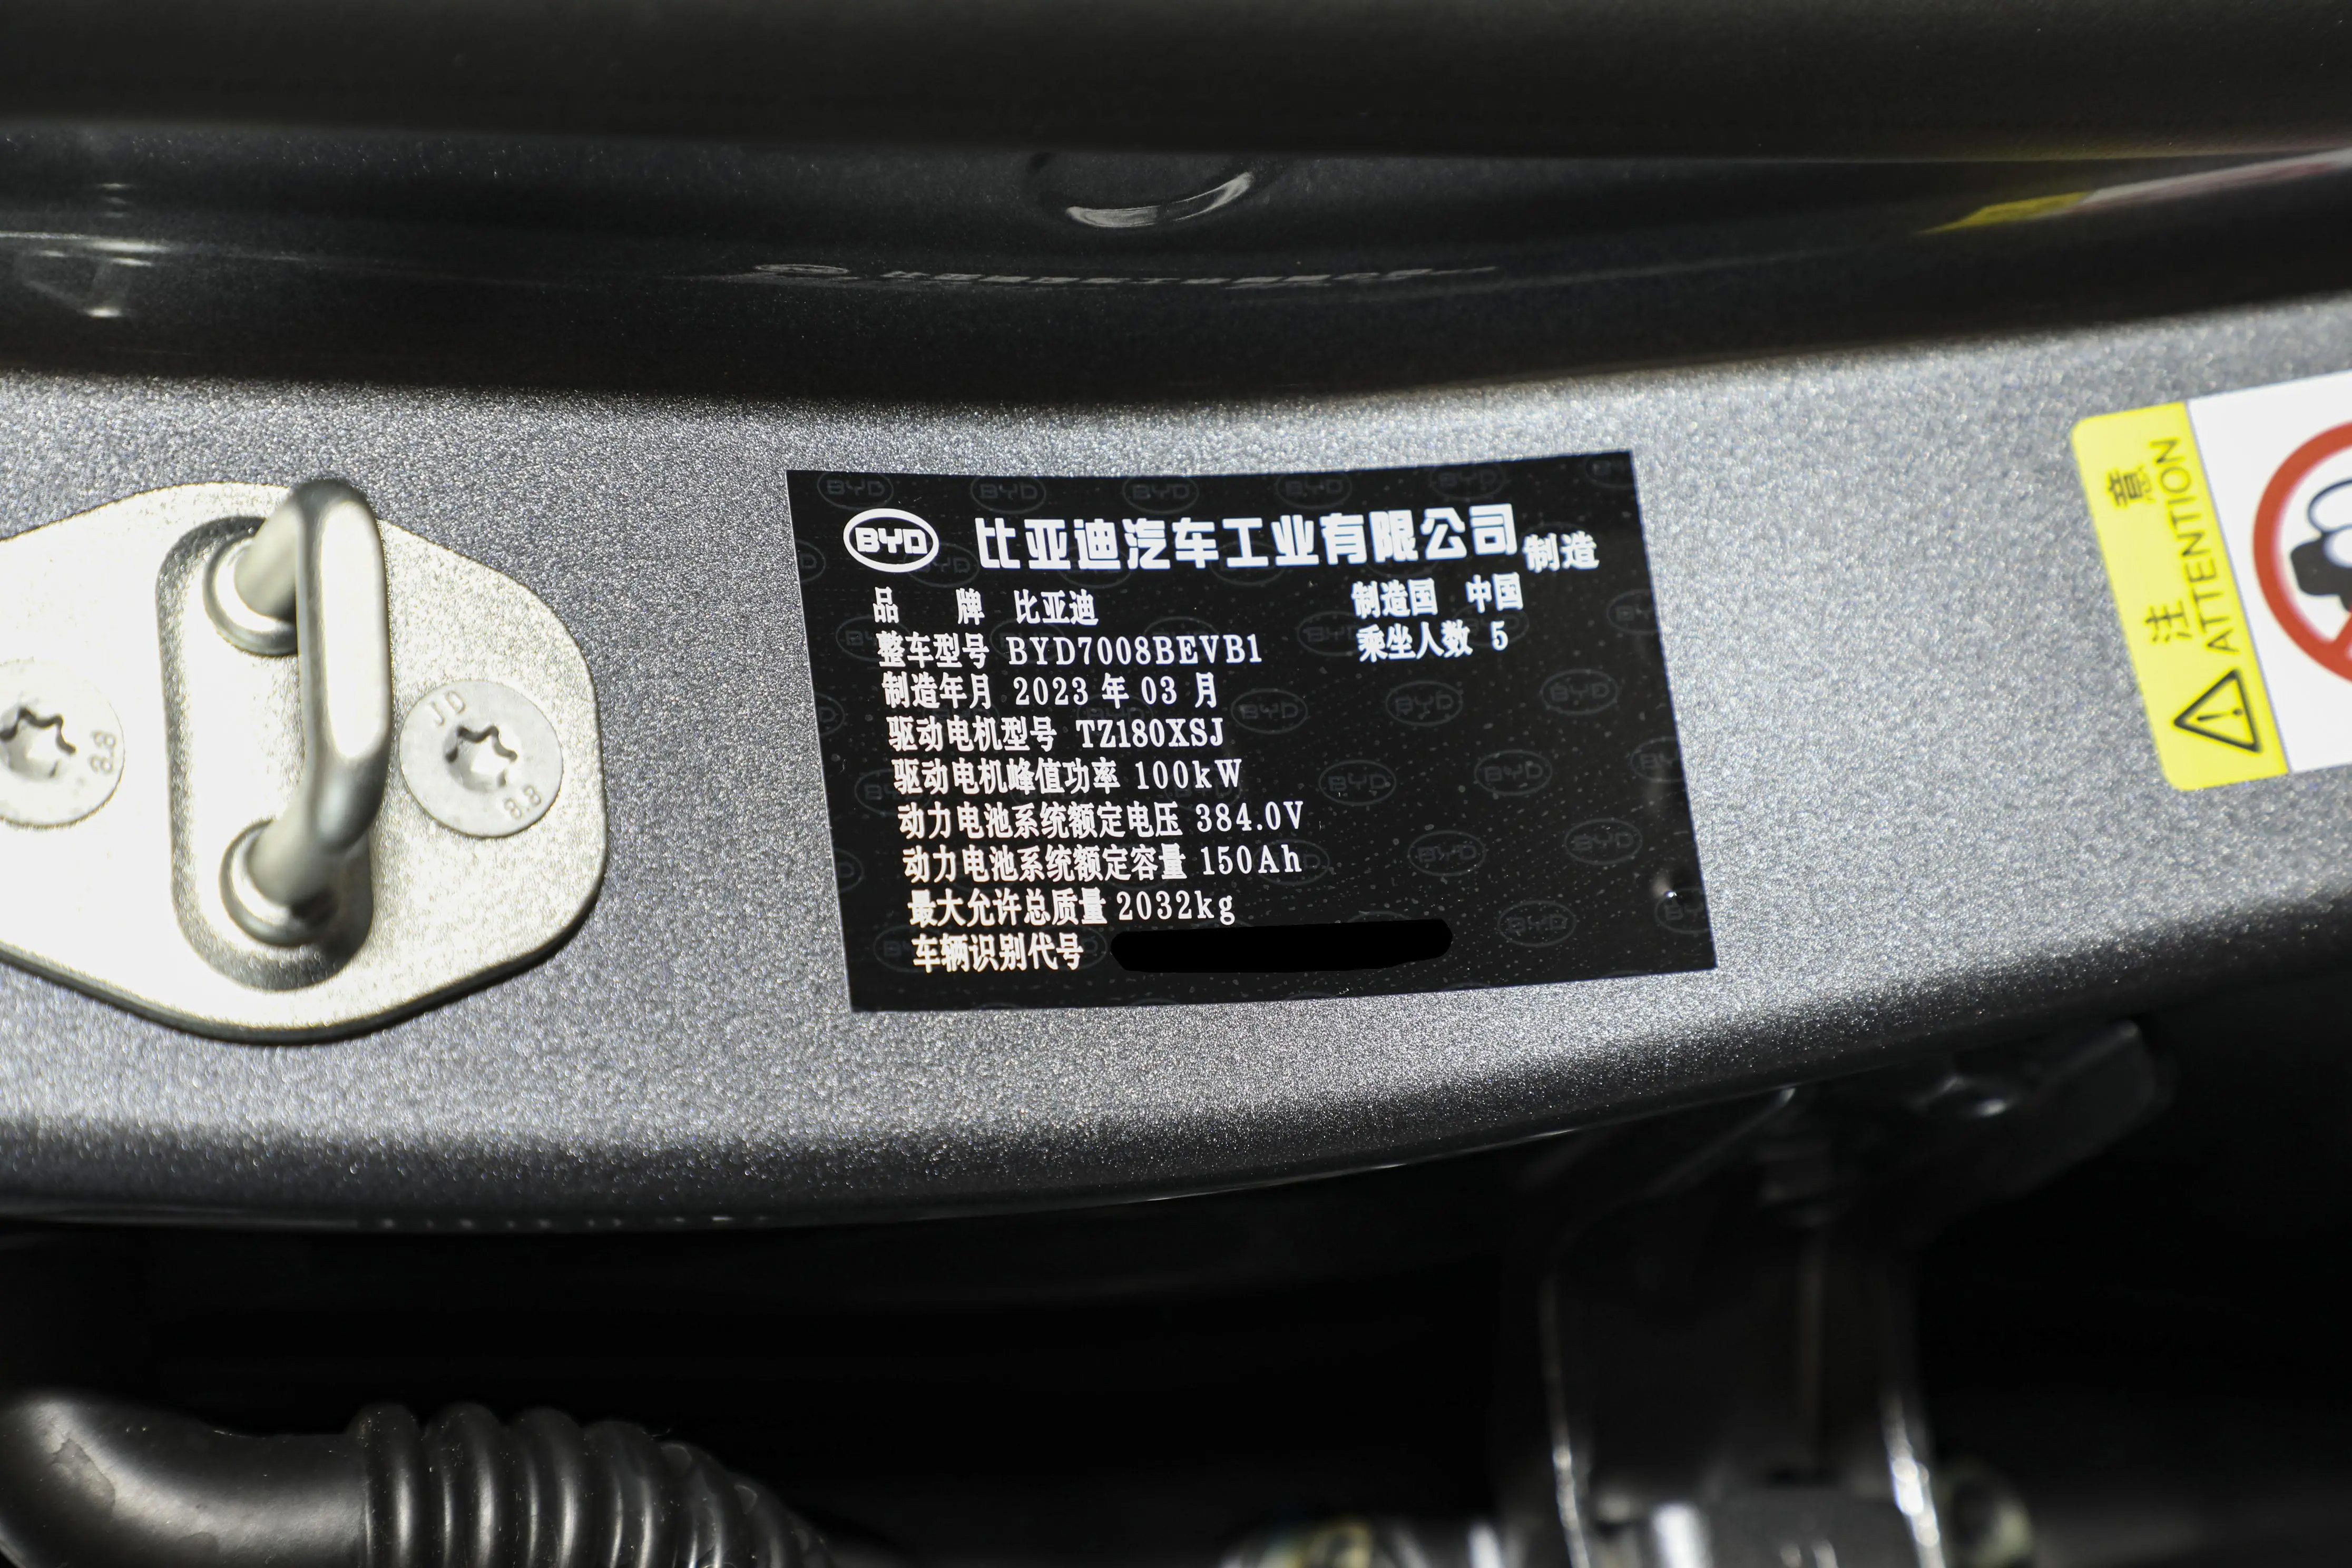 BYD 比亚迪汽车工业有限公司 制造
品 牌 比亚迪 制造国 中国
整车型号 BYD7008BEVB1 乘坐人数 5
制造年月 2023 年 03 月
驱动电机型号 TZ180XSJ
驱动电机峰值功率 100kW
动力电池系统额定电压 384.0V
动力电池系统额定容量 150Ah
最大允许总质量 2032kg
车辆识别代号
注意
ATTENTION
JD
8.8
8.8